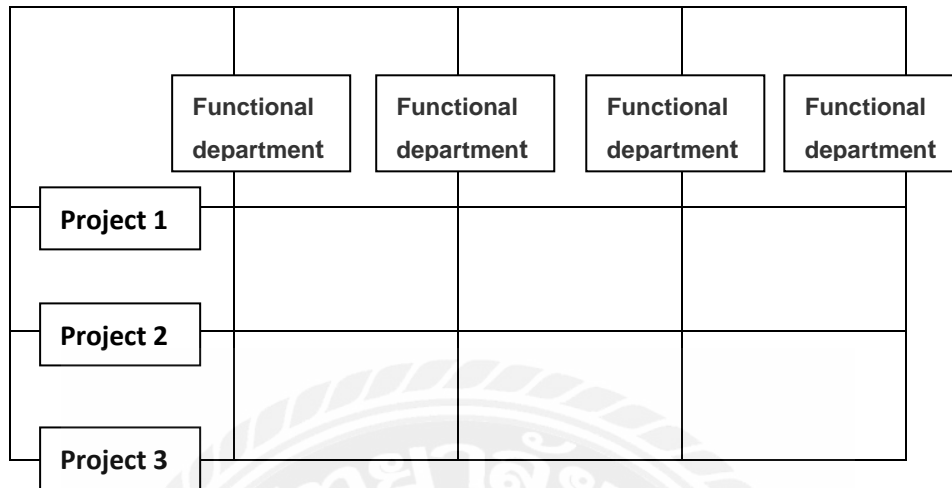 Functional
department
Functional
department
Functional
department
Functional
department
Project 1
Project 2
Project 3